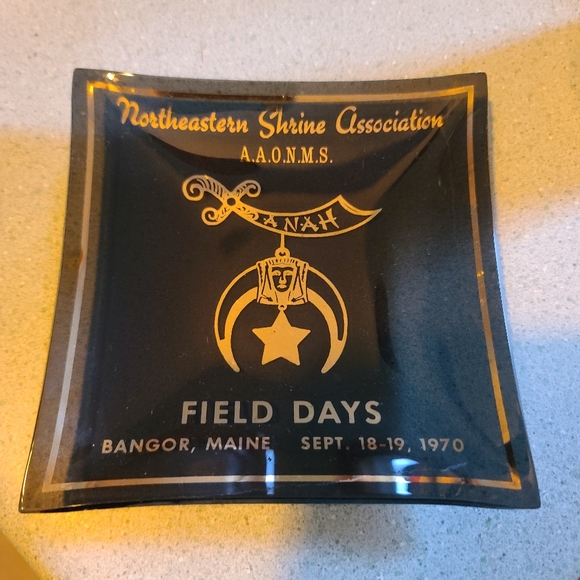 Northeastern Shrine Association
A.A.O.N.M.S.
ANAH
FIELD DAYS
BANGOR, MAINE SEPT. 18-19, 1970